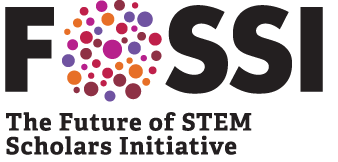 FOSSI
The Future of STEM
Scholars Initiative